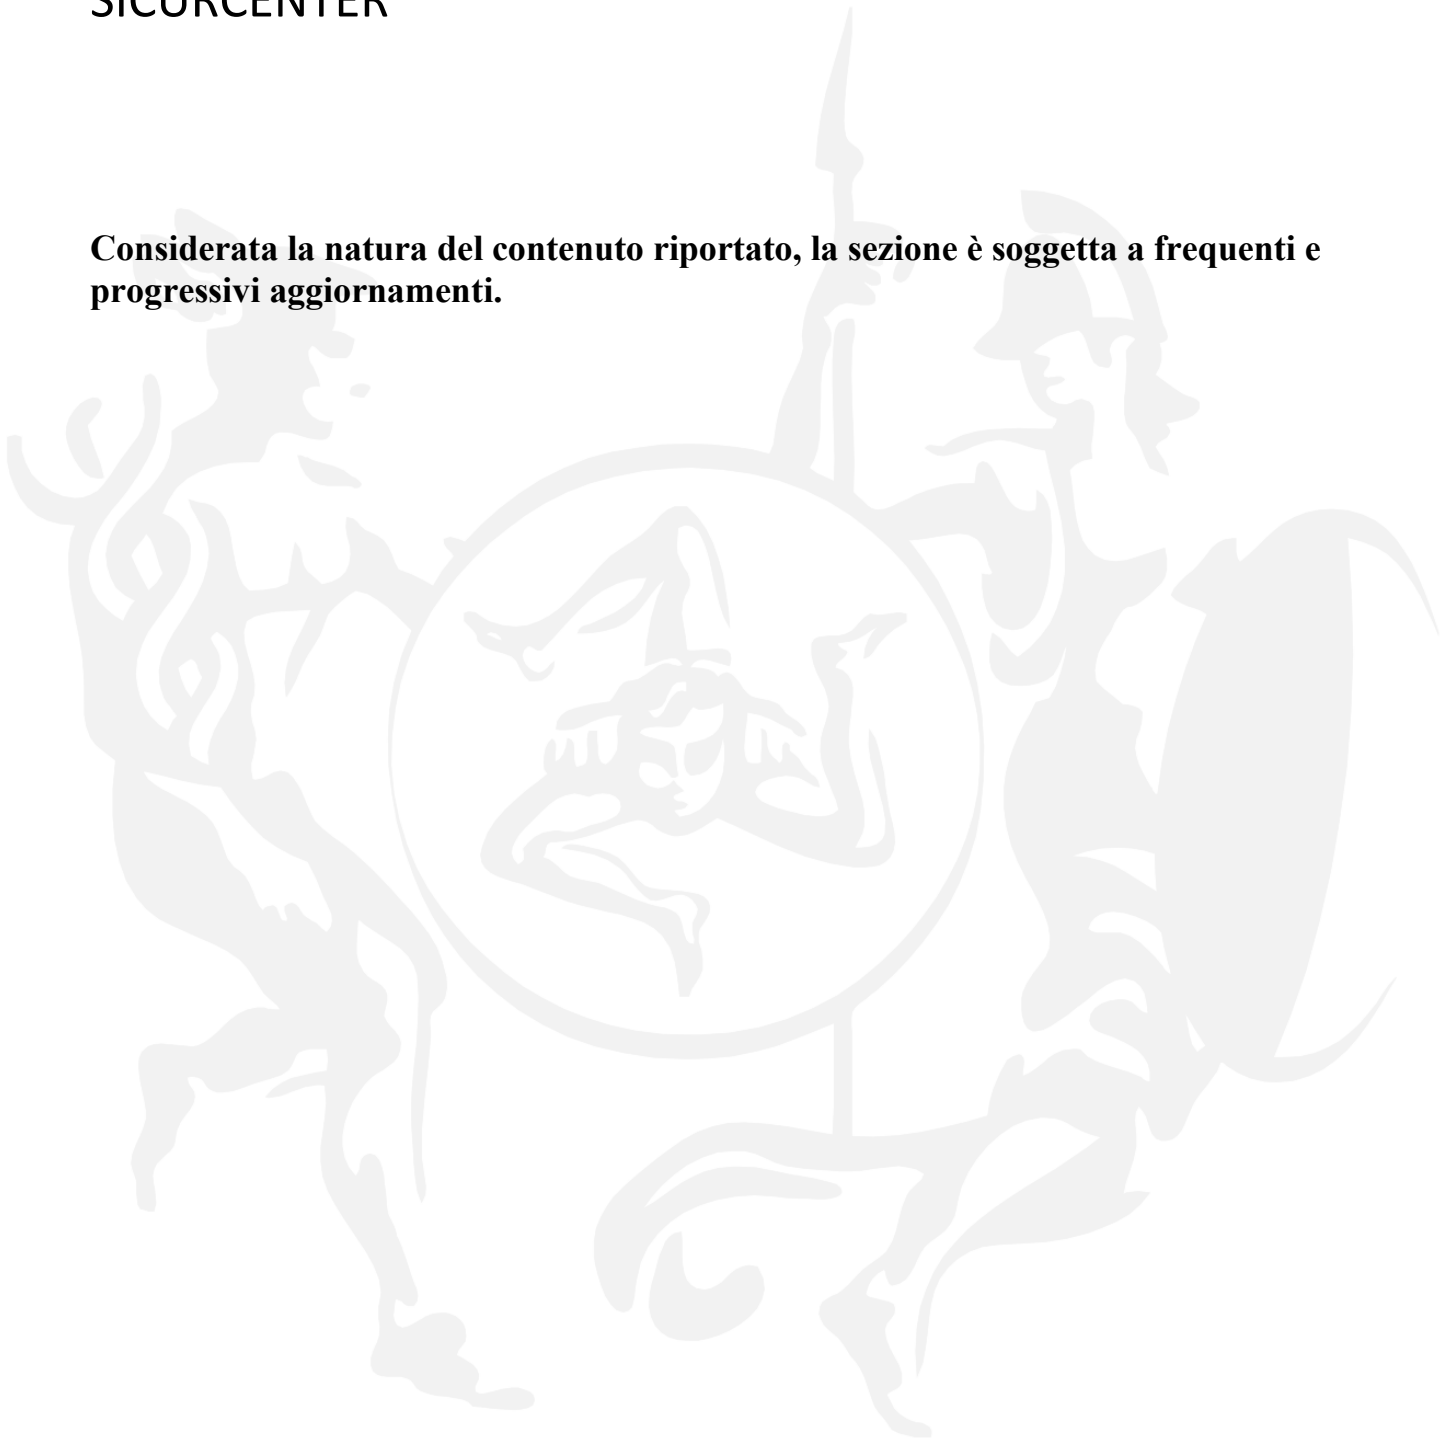 SICURCENTER
Considerata la natura del contenuto riportato, la sezione è soggetta a frequenti e
progressivi aggiornamenti.